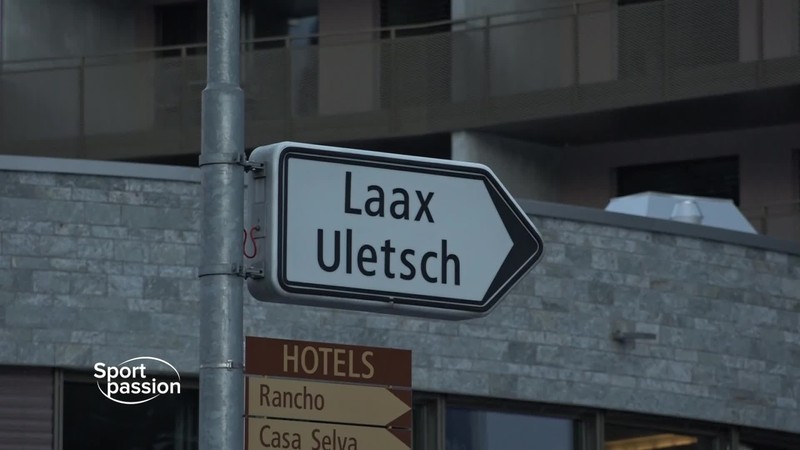 Laax
Uletsch
HOTELS
Rancho
Casa Selva
Sport
passion